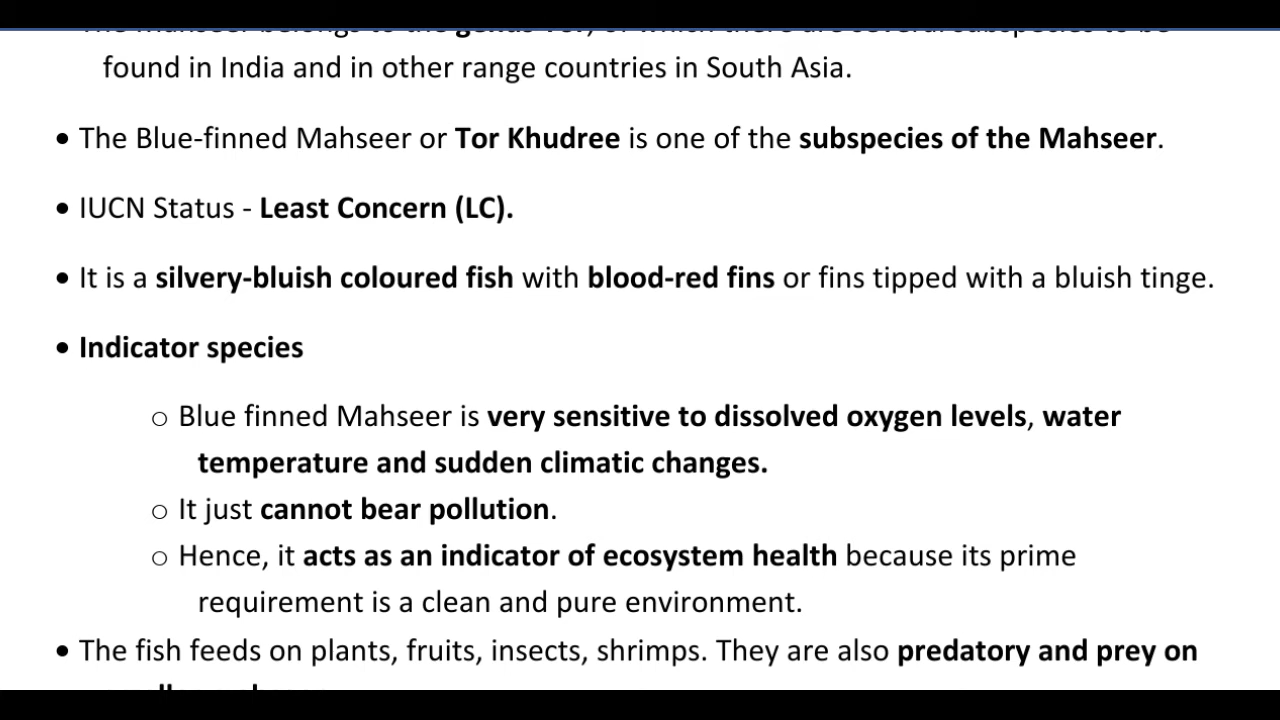 found in India and in other range countries in South Asia.
• The Blue-finned Mahseer or Tor Khudree is one of the subspecies of the Mahseer.
• IUCN Status - Least Concern (LC).
• It is a silvery-bluish coloured fish with blood-red fins or fins tipped with a bluish tinge.
• Indicator species
o Blue finned Mahseer is very sensitive to dissolved oxygen levels, water
temperature and sudden climatic changes.
o It just cannot bear pollution.
o Hence, it acts as an indicator of ecosystem health because its prime
requirement is a clean and pure environment.
• The fish feeds on plants, fruits, insects, shrimps. They are also predatory and prey on